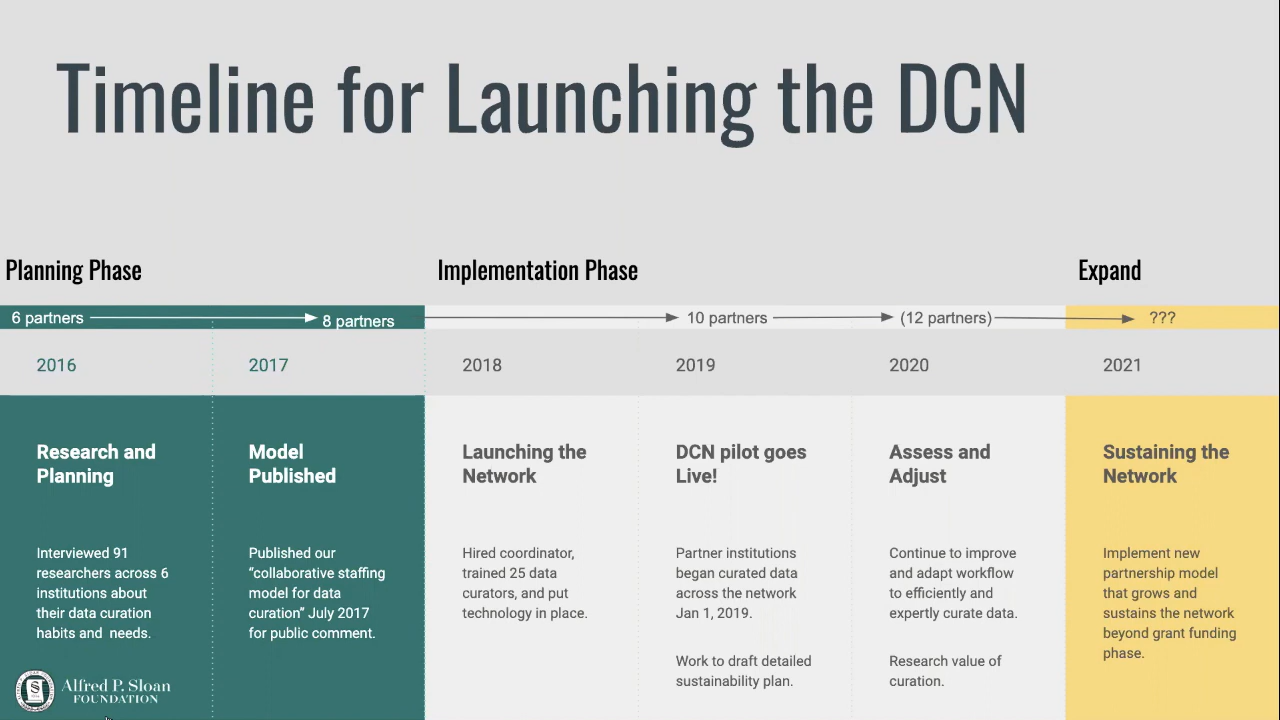 Timeline for Launching the DCN
Planning Phase
Implementation Phase
Expand
6 partners
8 partners
10 partners
(12 partners)
???
2016
2017
2018
2019
2020
2021
Research and
Planning
Model
Published
Launching the
Network
DCN pilot goes
Live!
Assess and
Adjust
Sustaining the
Network
Interviewed 91
researchers across 6
institutions about
their data curation
habits and needs.
Published our
“collaborative staffing
model for data
curation” July 2017
for public comment.
Hired coordinator,
trained 25 data
curators, and put
technology in place.
Partner institutions
began curated data
across the network
Jan 1, 2019.
Work to draft detailed
sustainability plan.
Continue to improve
and adapt workflow
to efficiently and
expertly curate data.
Research value of
curation.
Implement new
partnership model
that grows and
sustains the network
beyond grant funding
phase.
Alfred P. Sloan
FOUNDATION